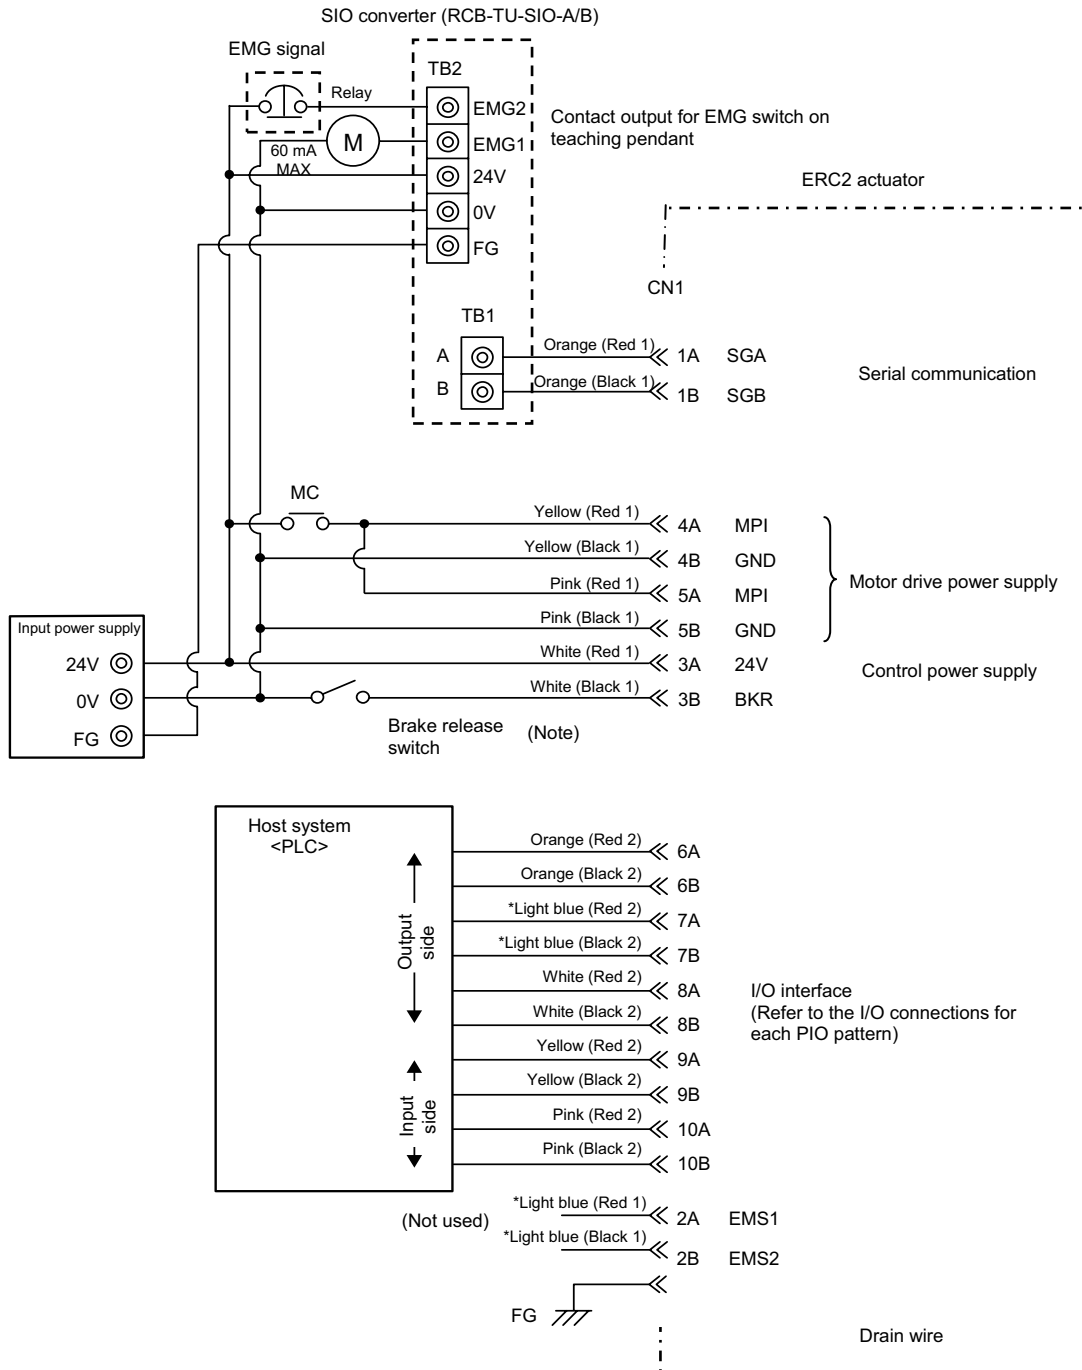 SIO converter (RCB-TU-SIO-A/B)
EMG signal
TB2
Relay
EMG2
M
EMG1
60 mA
MAX
24V
0V
FG
Contact output for EMG switch on
teaching pendant
ERC2 actuator
CN1
TB1
A
Orange (Red 1)
1A
SGA
B
Orange (Black 1)
1B
SGB
Serial communication
MC
Yellow (Red 1)
4A
MPI
Yellow (Black 1)
4B
GND
Pink (Red 1)
5A
MPI
Pink (Black 1)
5B
GND
Motor drive power supply
Input power supply
24V
0V
FG
White (Red 1)
3A
24V
Control power supply
White (Black 1)
3B
BKR
Brake release
switch
(Note)
Host system
<PLC>
Output
side
Input
side
Orange (Red 2)
6A
Orange (Black 2)
6B
*Light blue (Red 2)
7A
*Light blue (Black 2)
7B
White (Red 2)
8A
White (Black 2)
8B
Yellow (Red 2)
9A
Yellow (Black 2)
9B
Pink (Red 2)
10A
Pink (Black 2)
10B
I/O interface
(Refer to the I/O connections for
each PIO pattern)
(Not used)
*Light blue (Red 1)
2A
EMS1
*Light blue (Black 1)
2B
EMS2
FG
Drain wire